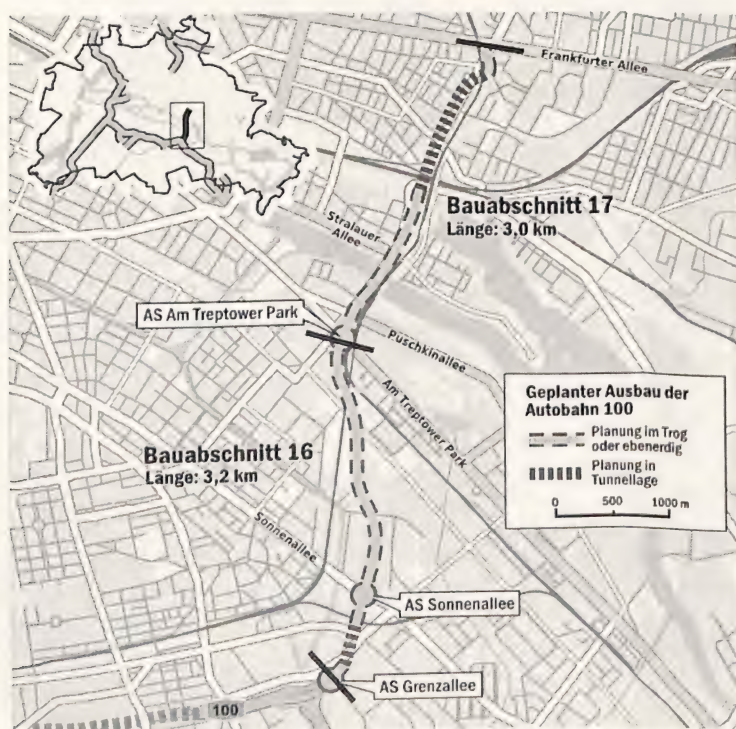 Frankfurter Allee
Bauabschnitt 17
Länge: 3,0 km
Stralauer
Allee
AS Am Treptower Park
Puschkinallee
Am Treptower Park
Geplanter Ausbau der
Autobahn 100
Planung im Trog
oder ebenerdig
Planung in
Tunnellage
0 500 1000 m
Bauabschnitt 16
Länge: 3,2 km
Sonnenallee
AS Sonnenallee
AS Grenzallee
100